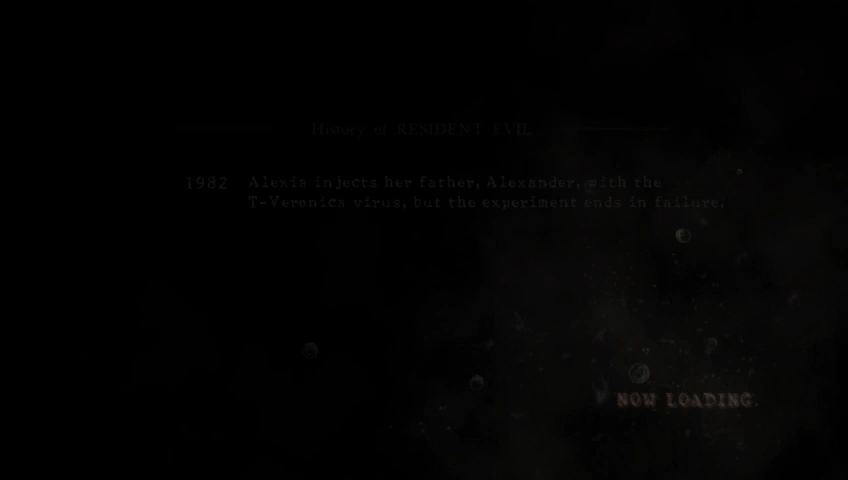 History of RESIDENT EVIL
1982 Alexia injects her father, Alexander, with the
T-Veronica virus, but the experiment ends in failure.
NOW LOADING.